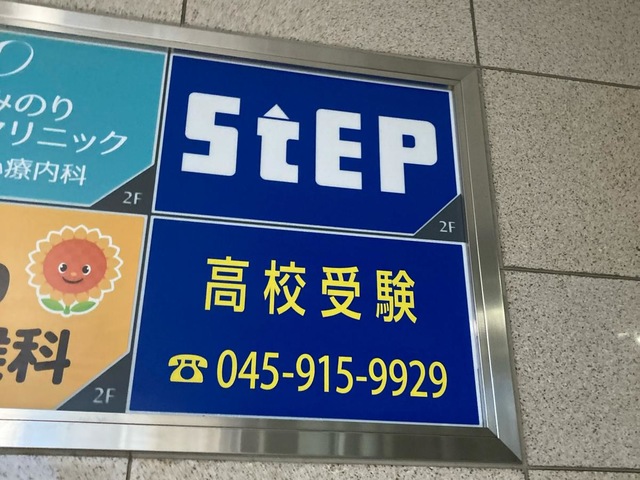 みのり
クリニック
療内科
2F
StEP
2F
高校受験
☎045-915-9929
科
2F